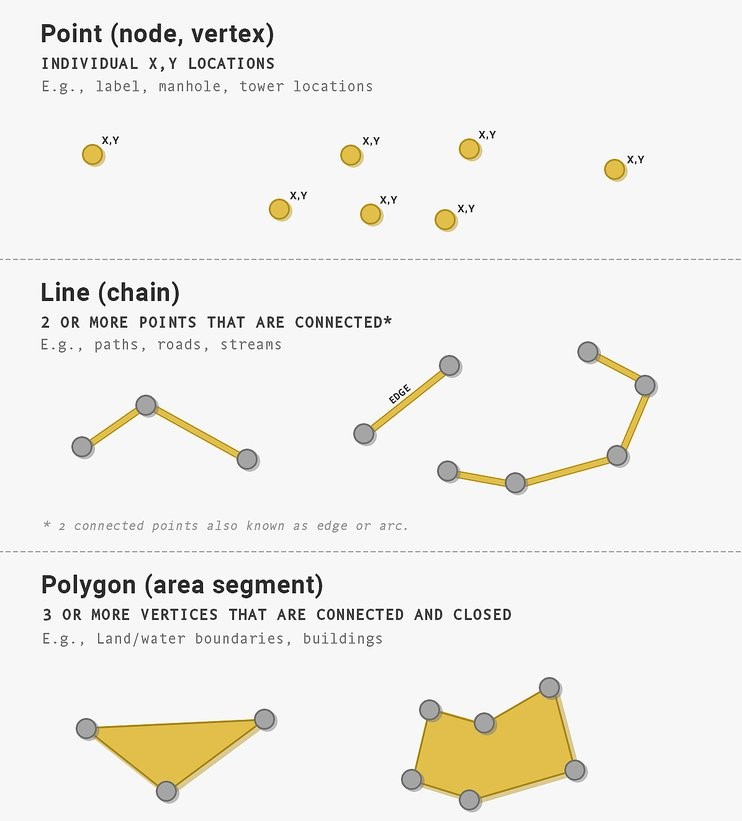 Point (node, vertex)
INDIVIDUAL X,Y LOCATIONS
E.g., label, manhole, tower locations
X,Y
X,Y
X,Y
X,Y
X,Y
X,Y
X,Y
Line (chain)
2 OR MORE POINTS THAT ARE CONNECTED*
E.g., paths, roads, streams
EDGE
* 2 connected points also known as edge or arc.
Polygon (area segment)
3 OR MORE VERTICES THAT ARE CONNECTED AND CLOSED
E.g., Land/water boundaries, buildings